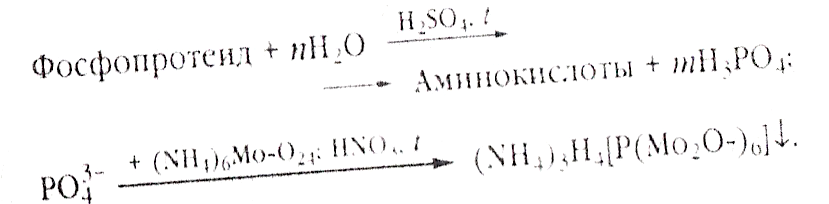 Фосфопротеид + nH₂O H₂SO₄, t →
→ Аминокислоты + mH₃PO₄;
PO₄³⁻ + (NH₄)₆Mo₇O₂₄; HNO₃, t → (NH₄)₃H₄[P(Mo₂O₇)₆]↓.